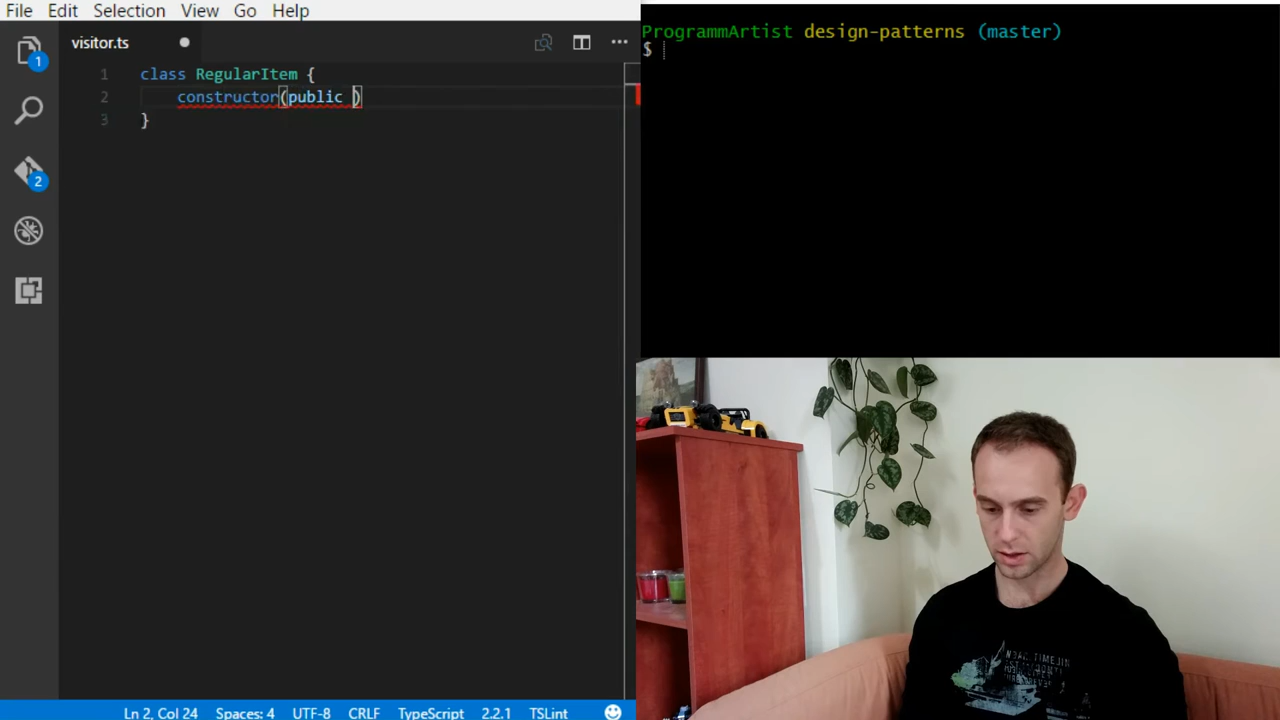 File Edit Selection View Go Help
visitor.ts
1 class RegularItem {
2 constructor(public )
3 }
1
2
Ln 2, Col 24 Spaces: 4 UTF-8 CRLF TypeScript 2.2.1 TSLint
ProgrammArtist design-patterns (master)
$